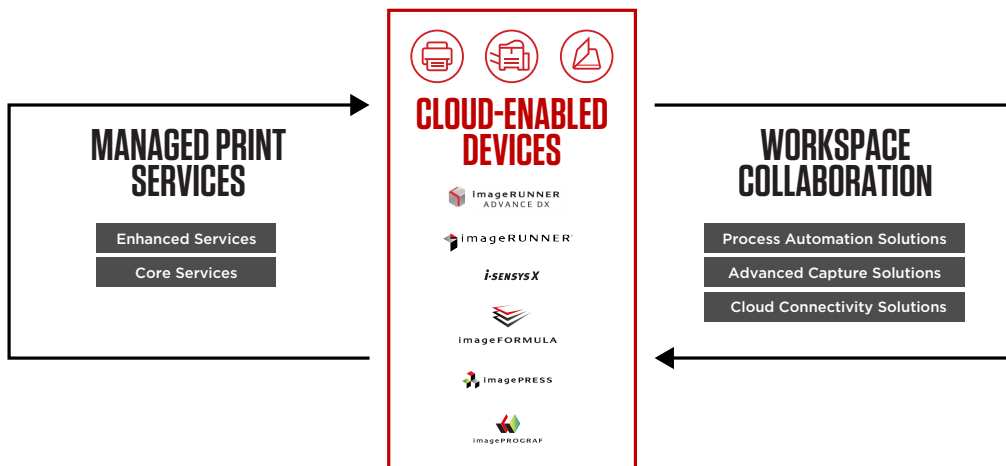 MANAGED PRINT
SERVICES
Enhanced Services
Core Services
CLOUD-ENABLED
DEVICES
imageRUNNER
ADVANCE DX
imageRUNNER®
i-SENSYS X
imageFORMULA
imagePRESS
imagePROGRAF
WORKSPACE
COLLABORATION
Process Automation Solutions
Advanced Capture Solutions
Cloud Connectivity Solutions